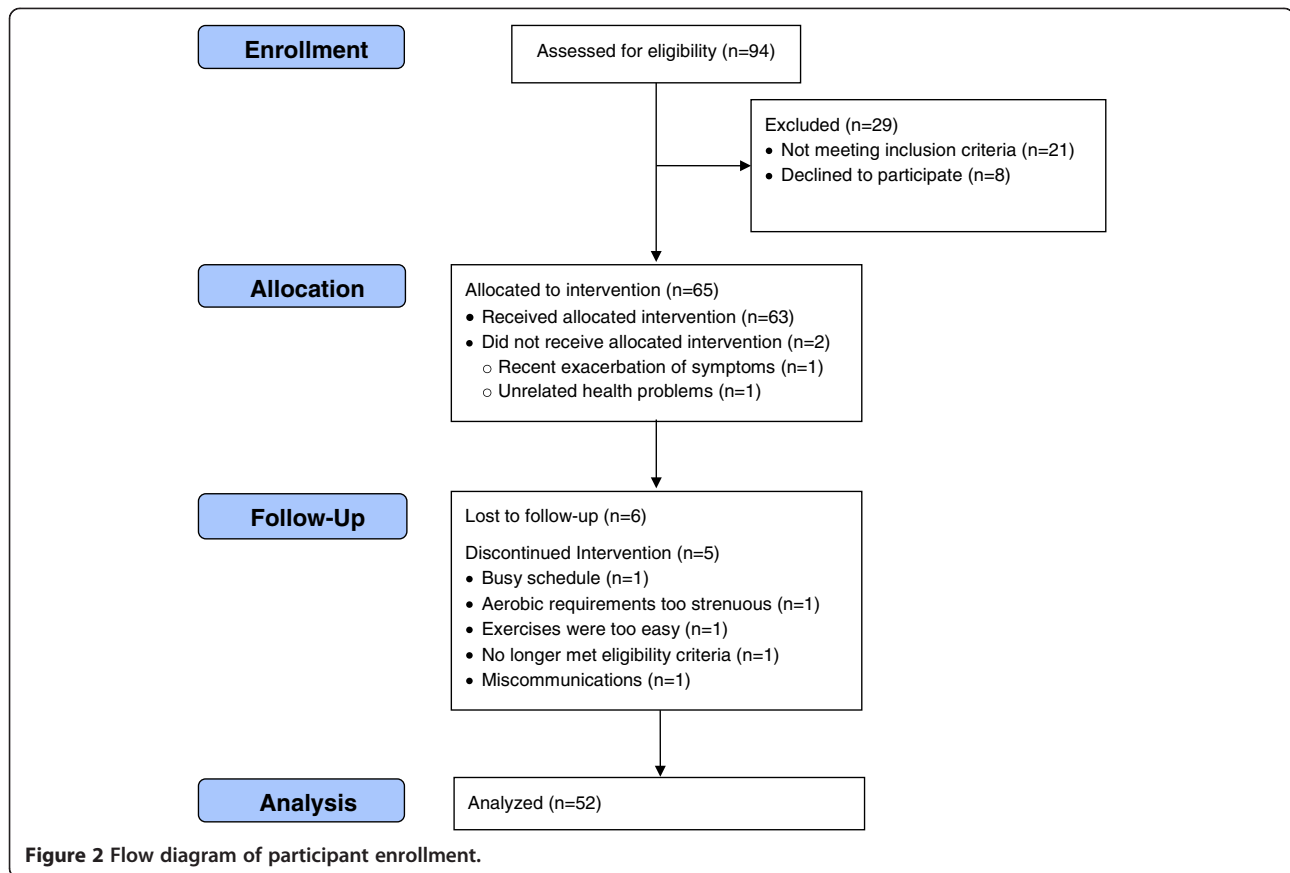 Enrollment
Assessed for eligibility (n=94)
Excluded (n=29)
• Not meeting inclusion criteria (n=21)
• Declined to participate (n=8)
Allocation
Allocated to intervention (n=65)
• Received allocated intervention (n=63)
• Did not receive allocated intervention (n=2)
○ Recent exacerbation of symptoms (n=1)
○ Unrelated health problems (n=1)
Follow-Up
Lost to follow-up (n=6)
Discontinued Intervention (n=5)
• Busy schedule (n=1)
• Aerobic requirements too strenuous (n=1)
• Exercises were too easy (n=1)
• No longer met eligibility criteria (n=1)
• Miscommunications (n=1)
Analysis
Analyzed (n=52)
Figure 2 Flow diagram of participant enrollment.